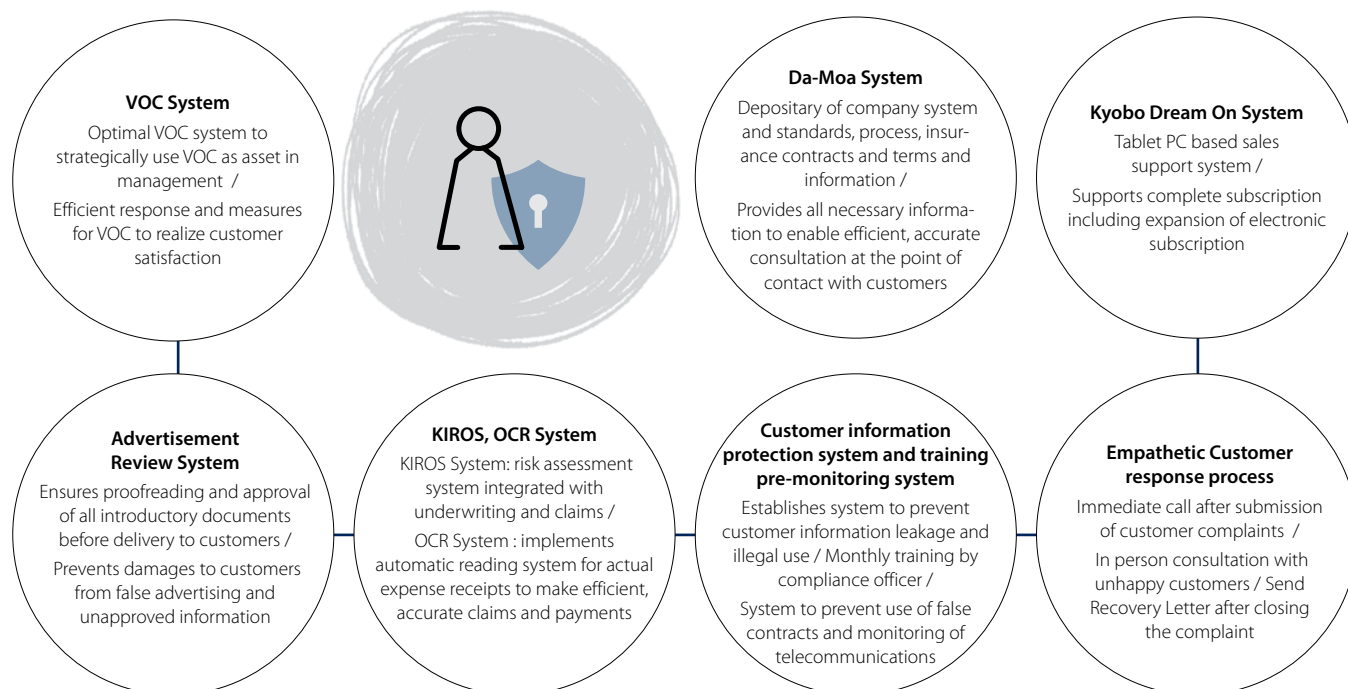 VOC System
Optimal VOC system to
strategically use VOC as asset in
management /
Efficient response and measures
for VOC to realize customer
satisfaction
Da-Moa System
Depositary of company system
and standards, process, insur-
ance contracts and terms and
information /
Provides all necessary informa-
tion to enable efficient, accurate
consultation at the point of
contact with customers
Kyobo Dream On System
Tablet PC based sales
support system /
Supports complete subscription
including expansion of electronic
subscription
Advertisement
Review System
Ensures proofreading and approval
of all introductory documents
before delivery to customers /
Prevents damages to customers
from false advertising and
unapproved information
KIROS, OCR System
KIROS System: risk assessment
system integrated with
underwriting and claims /
OCR System : implements
automatic reading system for actual
expense receipts to make efficient,
accurate claims and payments
Customer information
protection system and training
pre-monitoring system
Establishes system to prevent
customer information leakage and
illegal use / Monthly training by
compliance officer /
System to prevent use of false
contracts and monitoring of
telecommunications
Empathetic Customer
response process
Immediate call after submission
of customer complaints /
In person consultation with
unhappy customers / Send
Recovery Letter after closing
the complaint